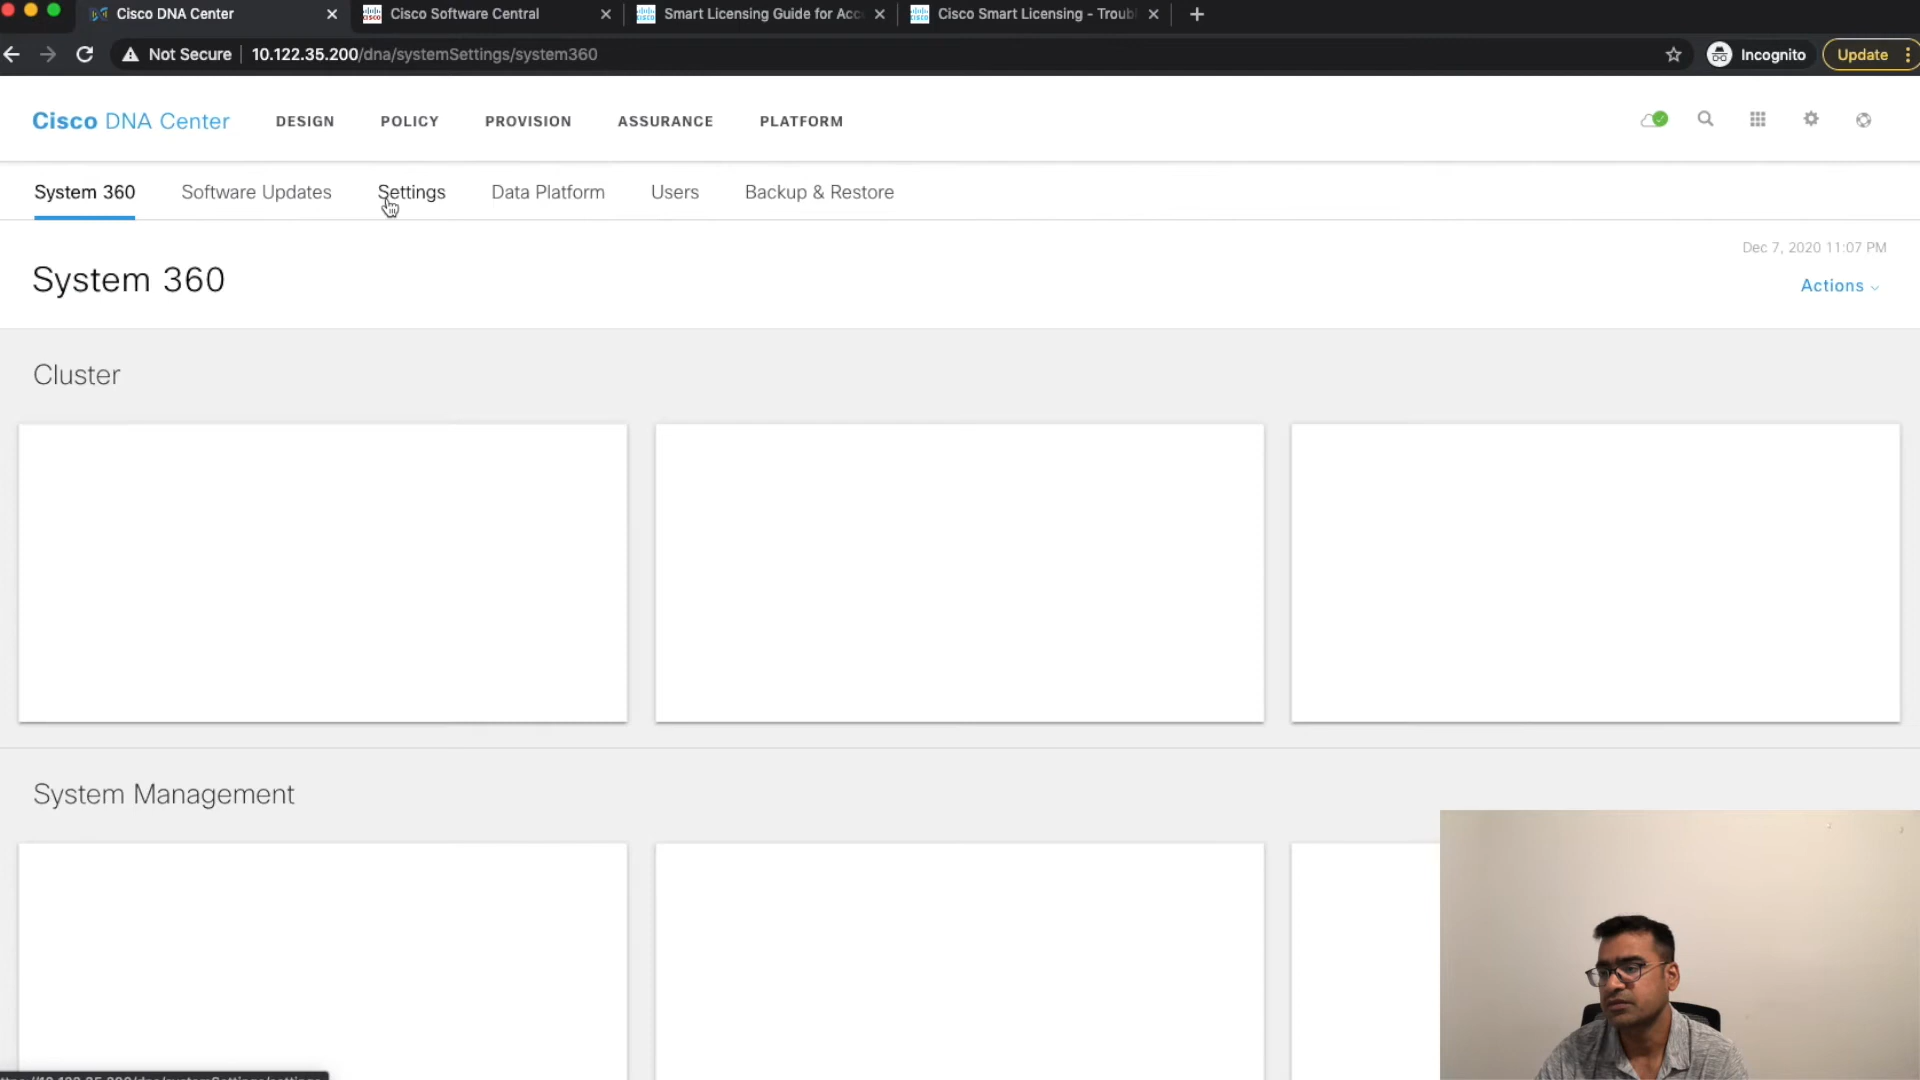 Cisco DNA Center
Cisco Software Central
Smart Licensing Guide for Acc
Cisco Smart Licensing - Troubl
Not Secure
10.122.35.200/dna/systemSettings/system360
Incognito
Update
Cisco DNA Center
DESIGN
POLICY
PROVISION
ASSURANCE
PLATFORM
System 360
Software Updates
Settings
Data Platform
Users
Backup & Restore
Dec 7, 2020 11:07 PM
System 360
Actions
Cluster
System Management